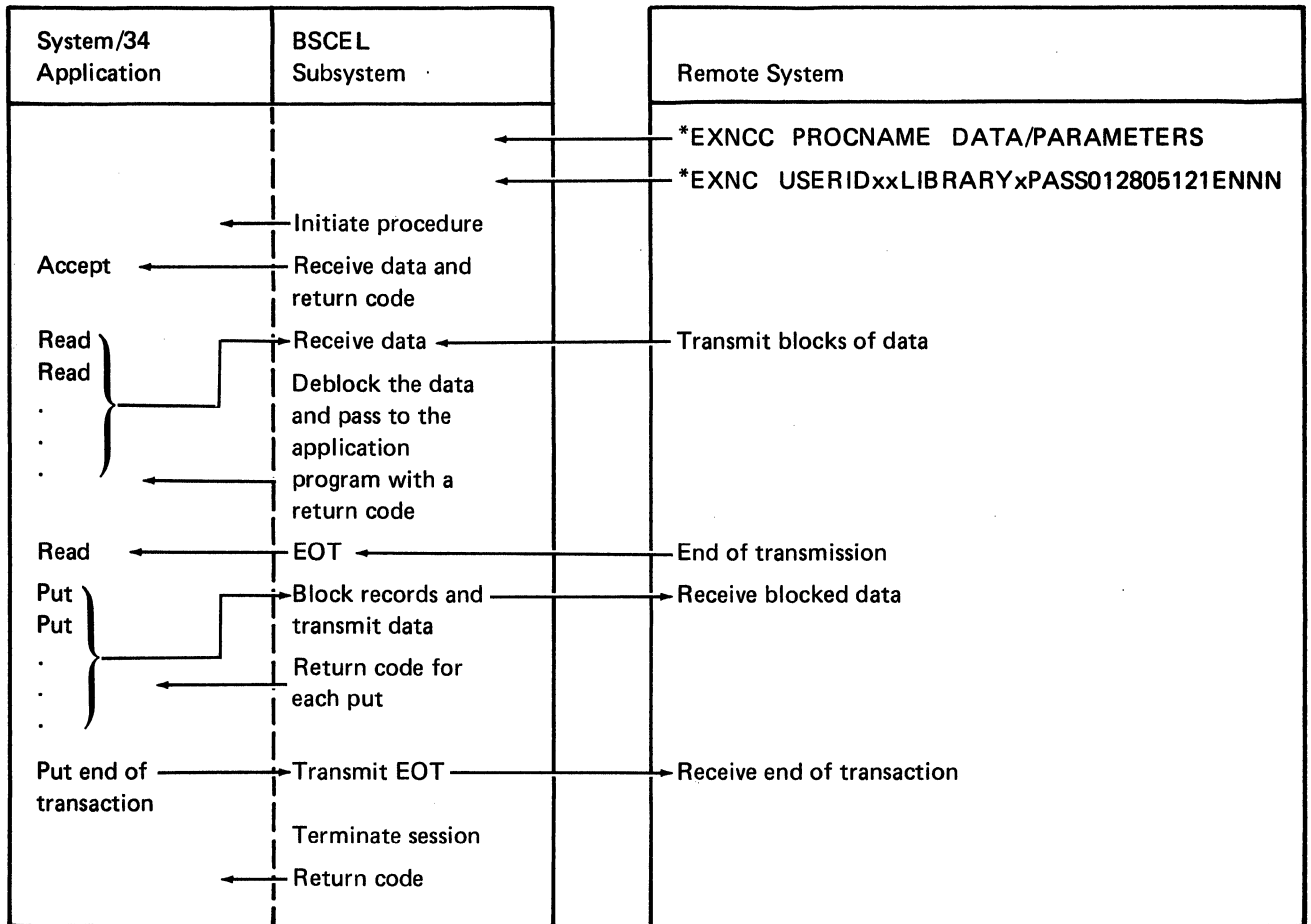 System/34
Application
BSCEL
Subsystem
Remote System
*EXNCC PROCNAME DATA/PARAMETERS
*EXNC USERIDxxLIBRARYxPASS012805121ENNN
Initiate procedure
Accept
Receive data and
return code
Read
Read
.
.
.
Receive data
Transmit blocks of data
Deblock the data
and pass to the
application
program with a
return code
Read
EOT
End of transmission
Put
Put
.
.
.
Block records and
transmit data
Receive blocked data
Return code for
each put
Put end of
transaction
Transmit EOT
Receive end of transaction
Terminate session
Return code